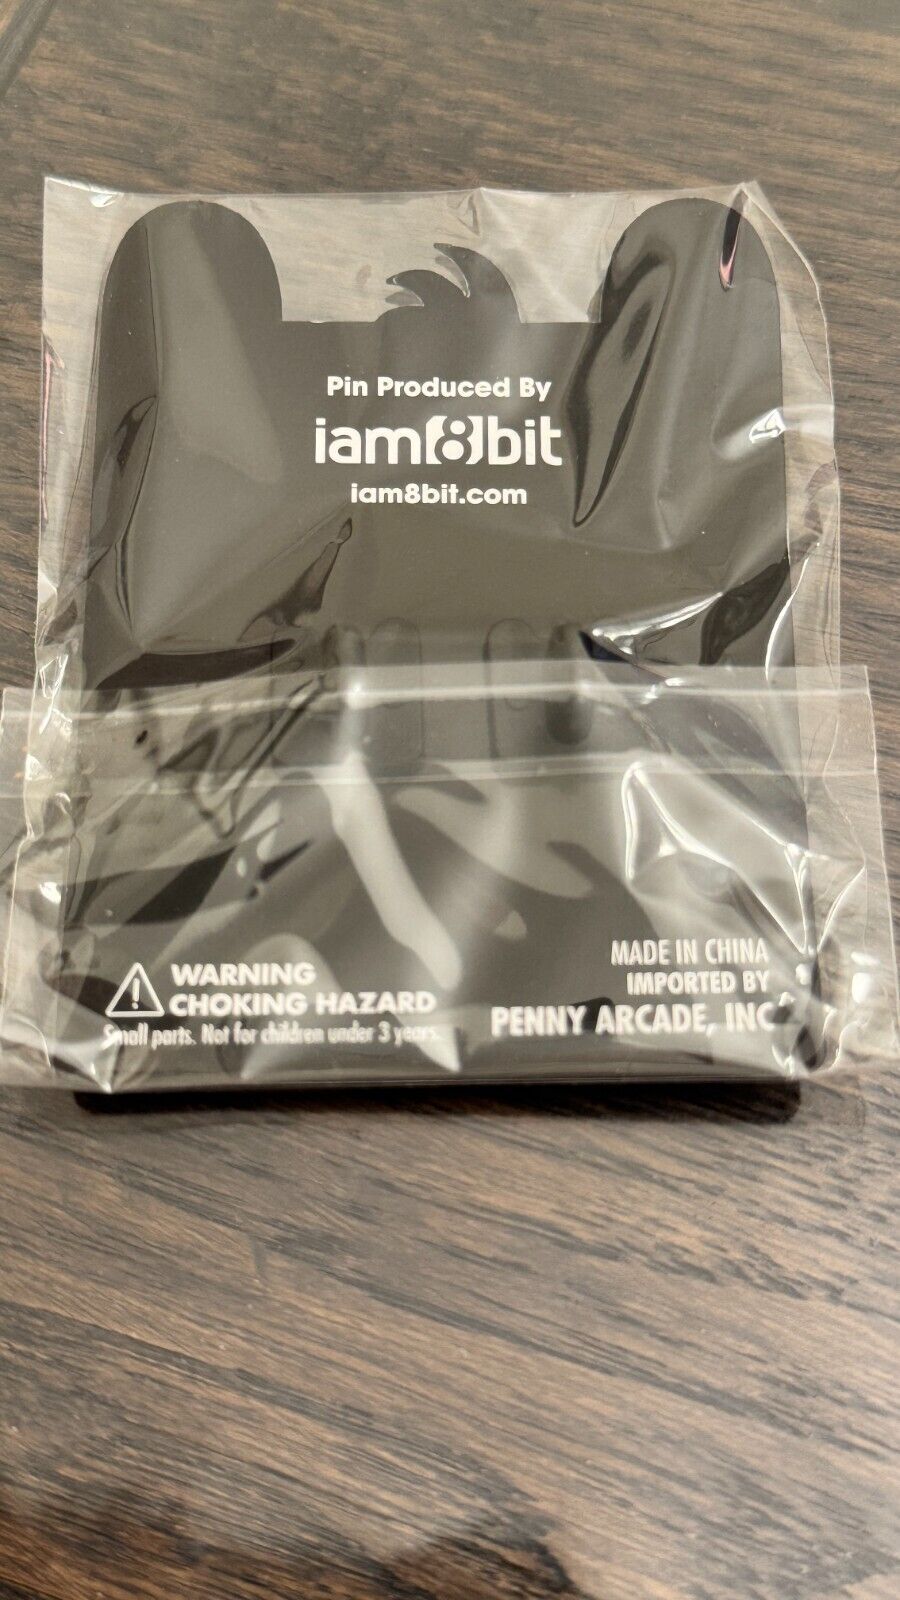 Pin Produced By
iam8bit
iam8bit.com
WARNING
CHOKING HAZARD
Small parts. Not for children under 3 years.
MADE IN CHINA
IMPORTED BY
PENNY ARCADE, INC